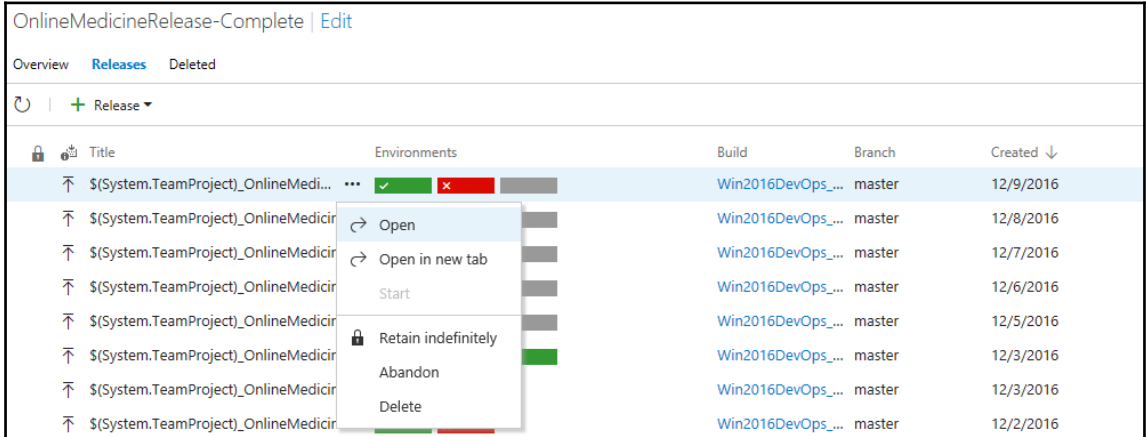 OnlineMedicineRelease-Complete | Edit
Overview Releases Deleted
+ Release
Title Environments Build Branch Created ↓
$(System.TeamProject)_OnlineMedi... ••• Win2016DevOps_... master 12/9/2016
$(System.TeamProject)_OnlineMedicin Win2016DevOps_... master 12/8/2016
Open
$(System.TeamProject)_OnlineMedicir Win2016DevOps_... master 12/7/2016
Open in new tab
$(System.TeamProject)_OnlineMedicir Win2016DevOps_... master 12/6/2016
Start
$(System.TeamProject)_OnlineMedicir Win2016DevOps_... master 12/5/2016
Retain indefinitely
$(System.TeamProject)_OnlineMedicir Win2016DevOps_... master 12/3/2016
Abandon
$(System.TeamProject)_OnlineMedicir Win2016DevOps_... master 12/3/2016
Delete
$(System.TeamProject)_OnlineMedicir Win2016DevOps_... master 12/2/2016